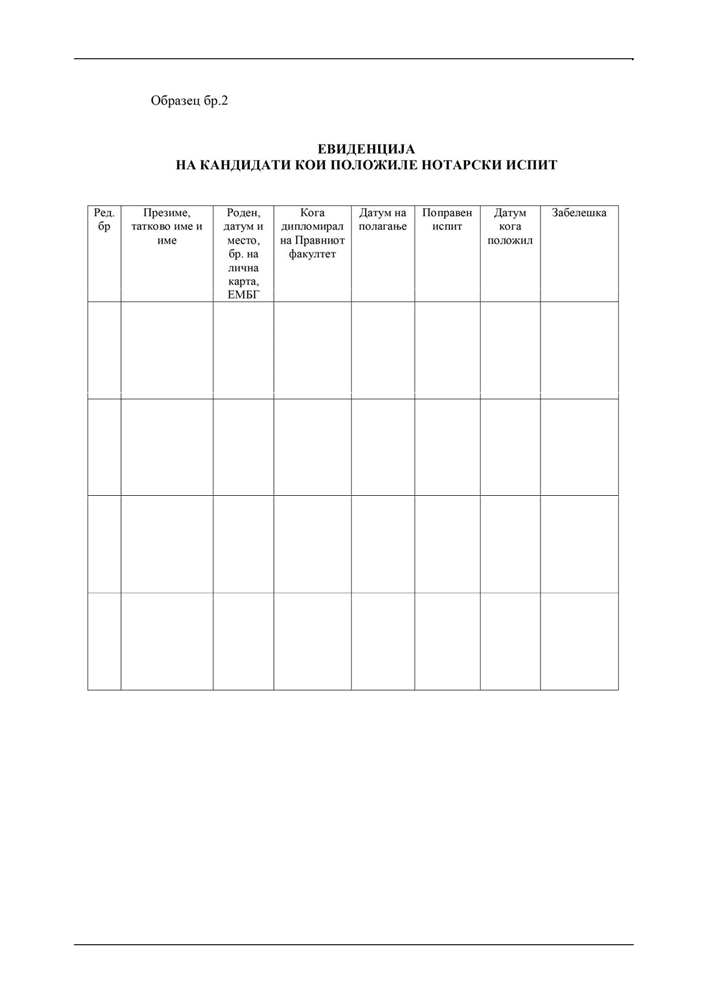 Образец бр.2
ЕВИДЕНЦИЈА
НА КАНДИДАТИ КОИ ПОЛОЖИЛЕ НОТАРСКИ ИСПИТ
Ред.
бр
Презиме,
татково име и
име
Роден,
датум и
место,
бр. на
лична
карта,
ЕМБГ
Кога
дипломирал
на Правниот
факултет
Датум на
полагање
Поправен
испит
Датум
кога
положил
Забелешка